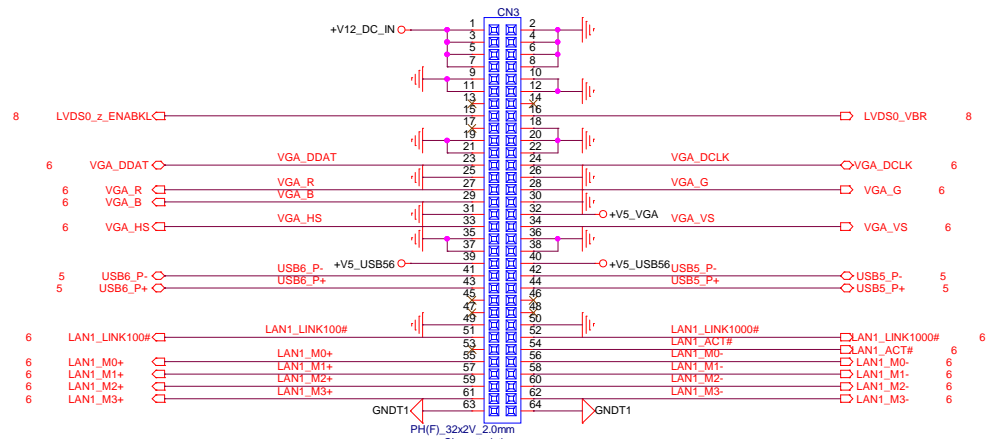 CN3
+V12_DC_IN 1 2
3 4
5 6
7 8
9 10
11 12
13 14
8 LVDS0_z_ENABKL 15 16 LVDS0_VBR 8
17 18
19 20
21 22
6 VGA_DDAT VGA_DDAT 23 24 VGA_DCLK VGA_DCLK 6
25 26
6 VGA_R VGA_R 27 28 VGA_G VGA_G 6
6 VGA_B VGA_B 29 30
31 32 +V5_VGA
6 VGA_HS VGA_HS 33 34 VGA_VS VGA_VS 6
35 36
37 38
+V5_USB56 39 40 +V5_USB56
5 USB6_P- USB6_P- 41 42 USB5_P- USB5_P- 5
5 USB6_P+ USB6_P+ 43 44 USB5_P+ USB5_P+ 5
45 46
47 48
49 50
6 LAN1_LINK100# LAN1_LINK100# 51 52 LAN1_LINK1000# LAN1_LINK1000# 6
53 54 LAN1_ACT# LAN1_ACT# 6
6 LAN1_M0+ LAN1_M0+ 55 56 LAN1_M0- LAN1_M0- 6
6 LAN1_M1+ LAN1_M1+ 57 58 LAN1_M1- LAN1_M1- 6
6 LAN1_M2+ LAN1_M2+ 59 60 LAN1_M2- LAN1_M2- 6
6 LAN1_M3+ LAN1_M3+ 61 62 LAN1_M3- LAN1_M3- 6
GNDT1 63 64 GNDT1
PH(F)_32x2V_2.0mm